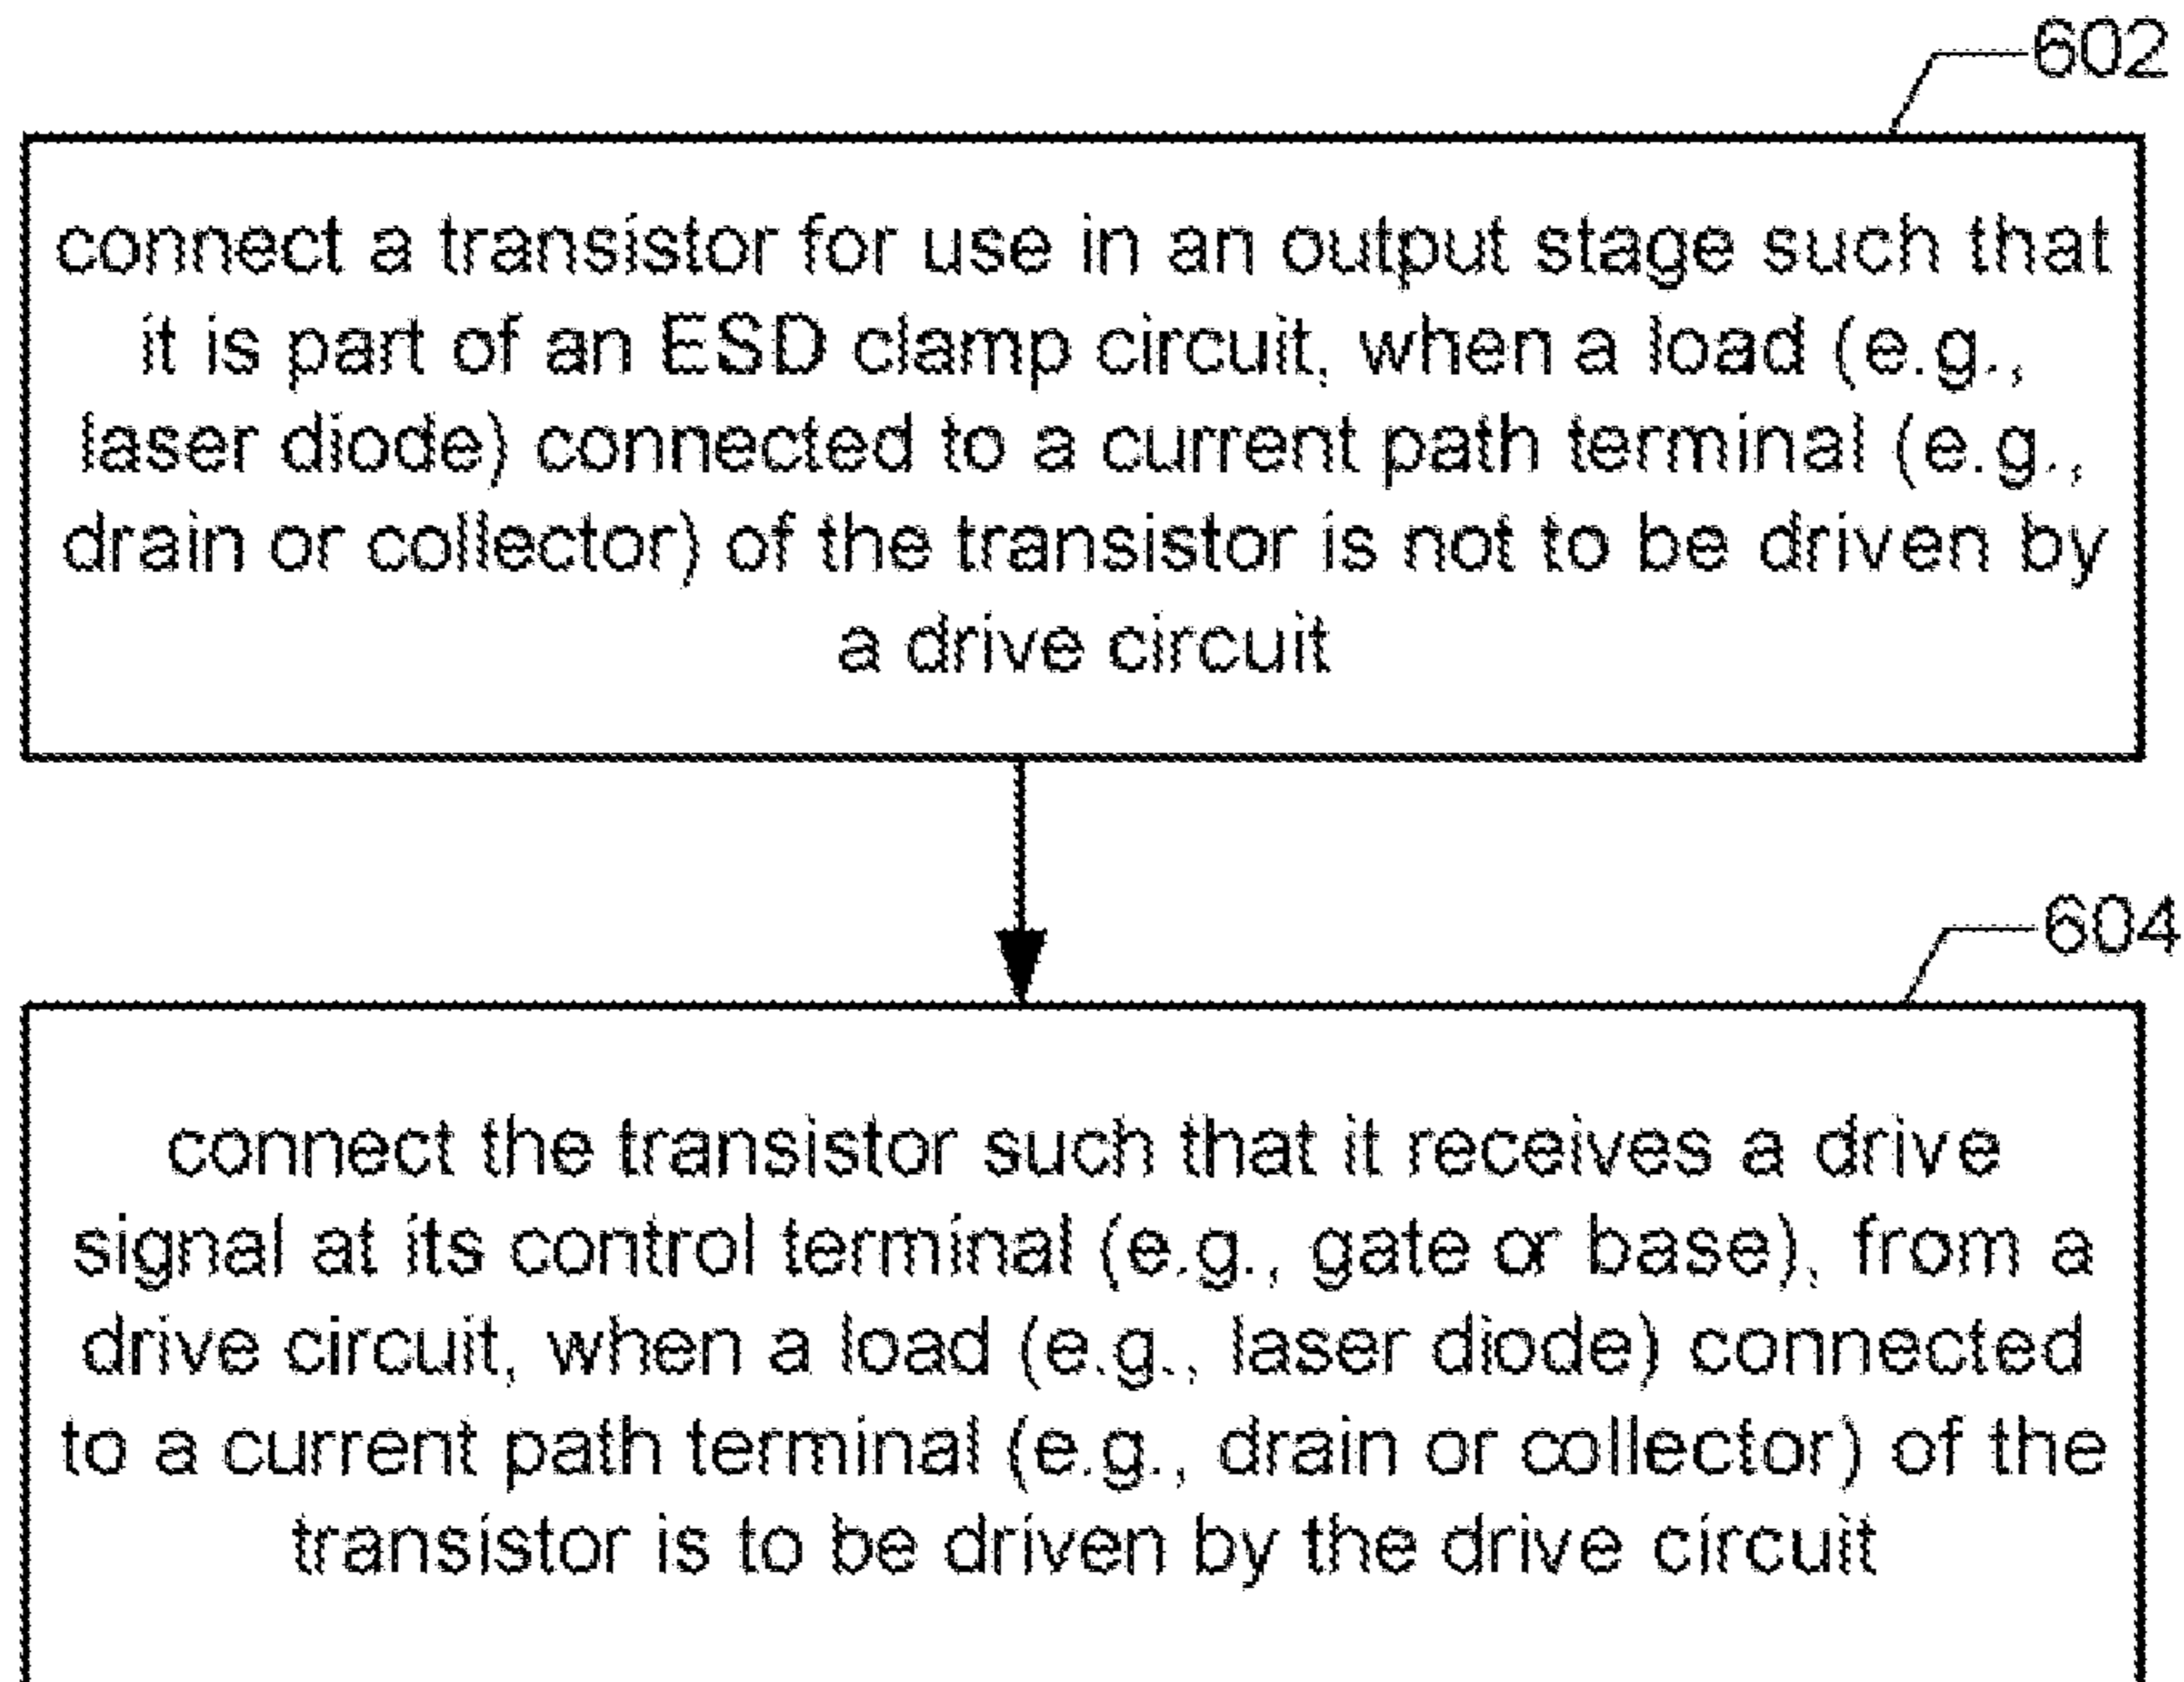 602
connect a transistor for use in an output stage such that
it is part of an ESD clamp circuit, when a load (e.g.,
laser diode) connected to a current path terminal (e.g.,
drain or collector) of the transistor is not to be driven by
a drive circuit
604
connect the transistor such that it receives a drive
signal at its control terminal (e.g., gate or base), from a
drive circuit, when a load (e.g., laser diode) connected
to a current path terminal (e.g., drain or collector) of the
transistor is to be driven by the drive circuit